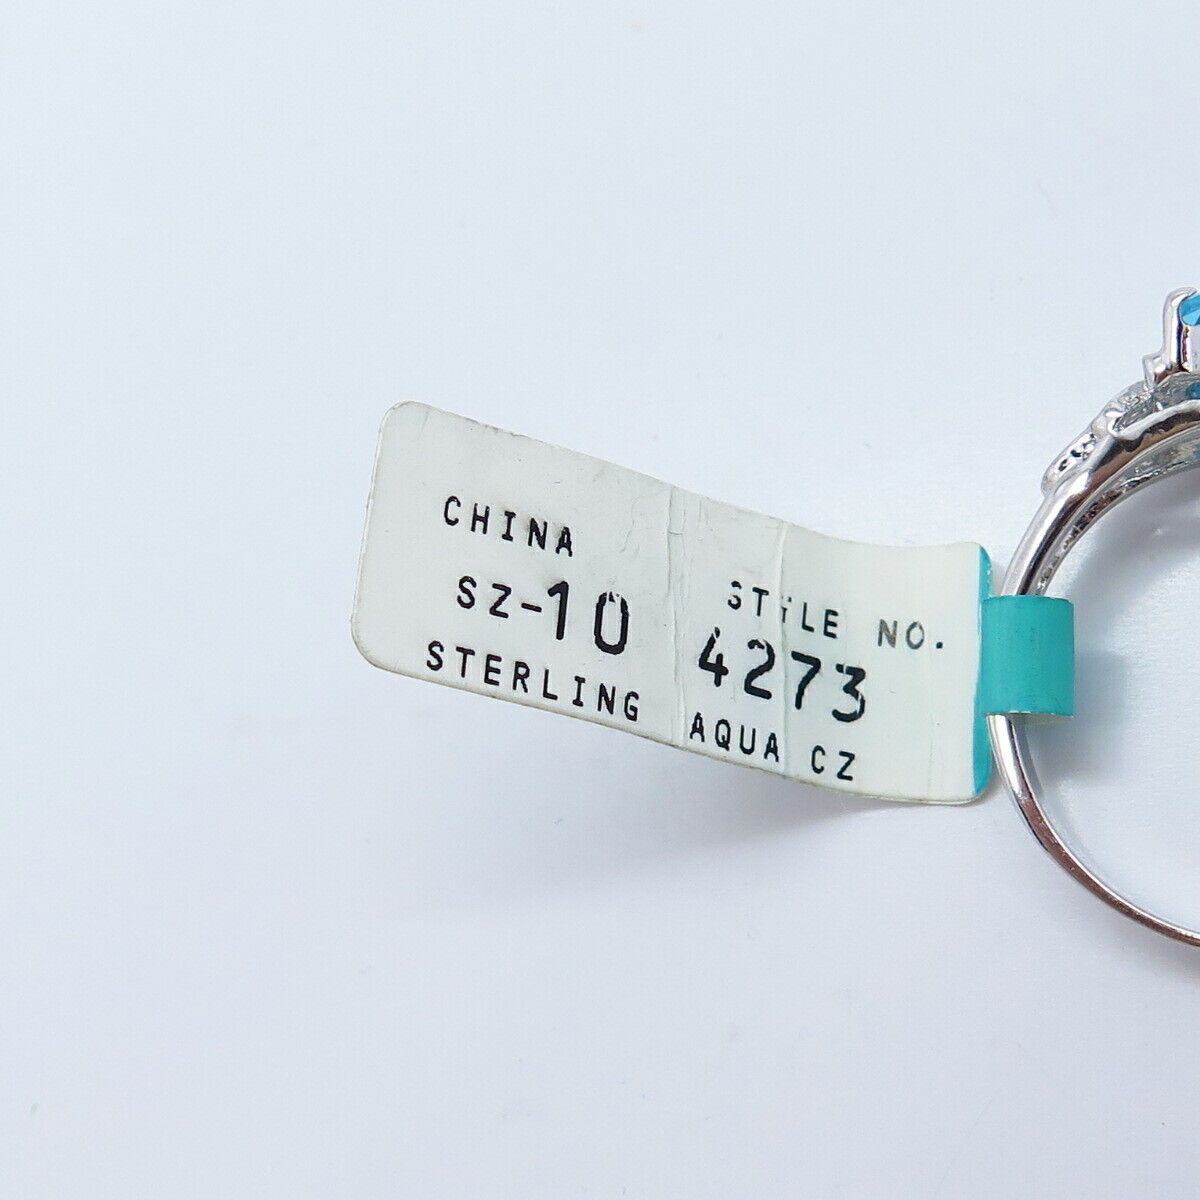 CHINA
SZ-10
STERLING
STYLE NO.
4273
AQUA CZ